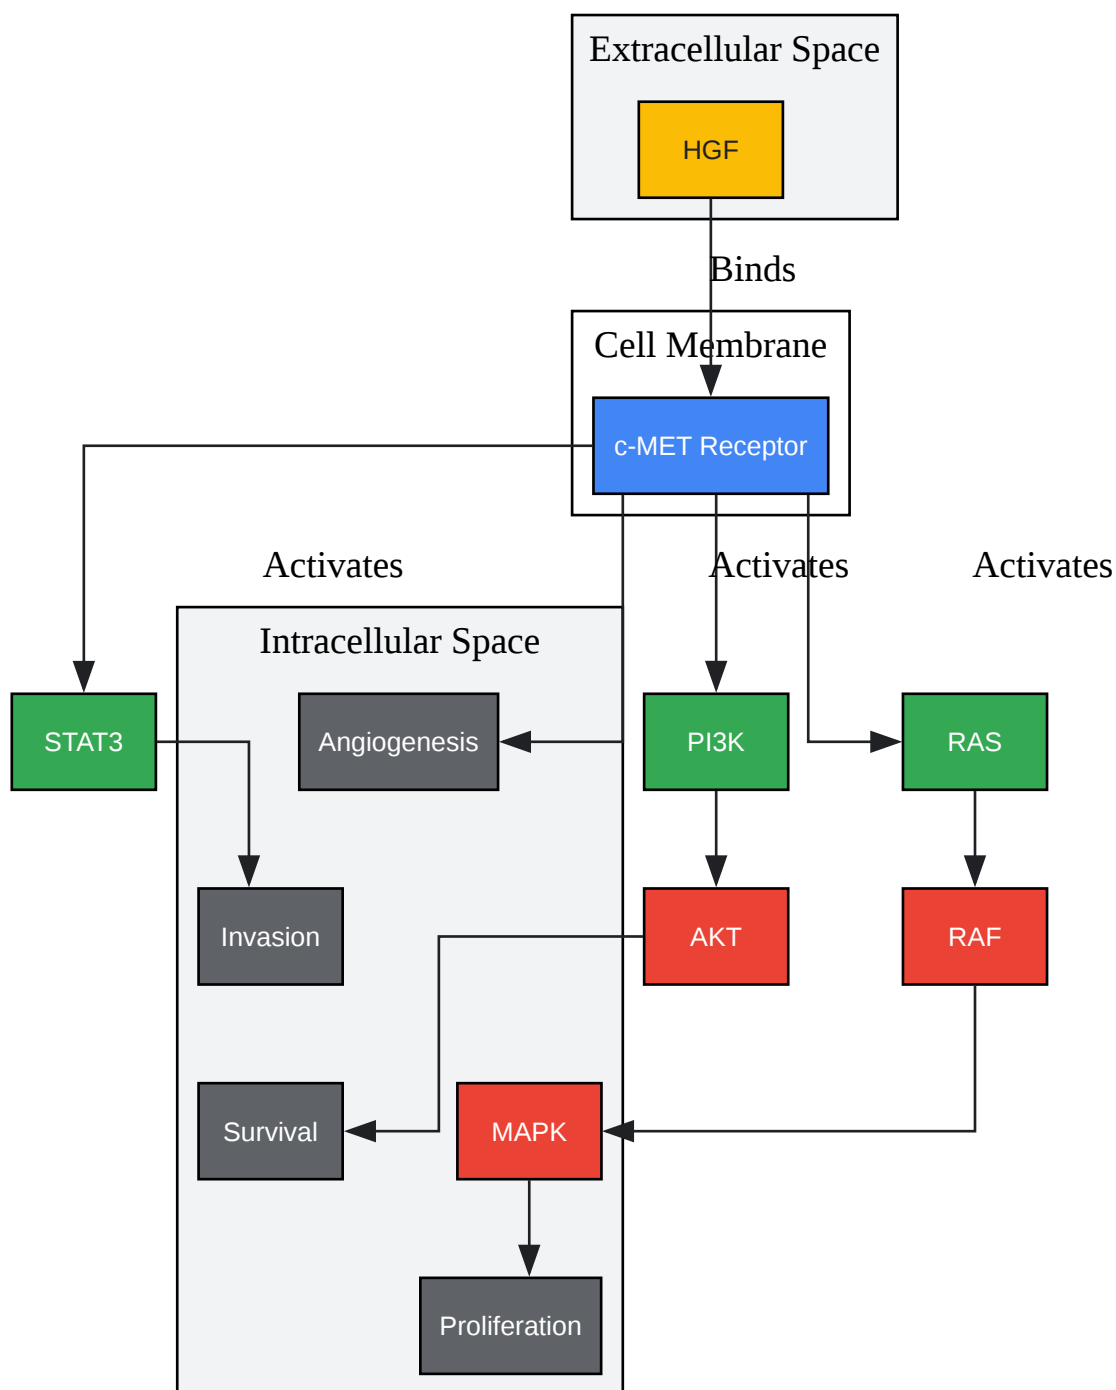 Extracellular Space
HGF
Binds
Cell Membrane
c-MET Receptor
Activates
Activates
Activates
Intracellular Space
STAT3
Angiogenesis
PI3K
RAS
Invasion
AKT
RAF
Survival
MAPK
Proliferation